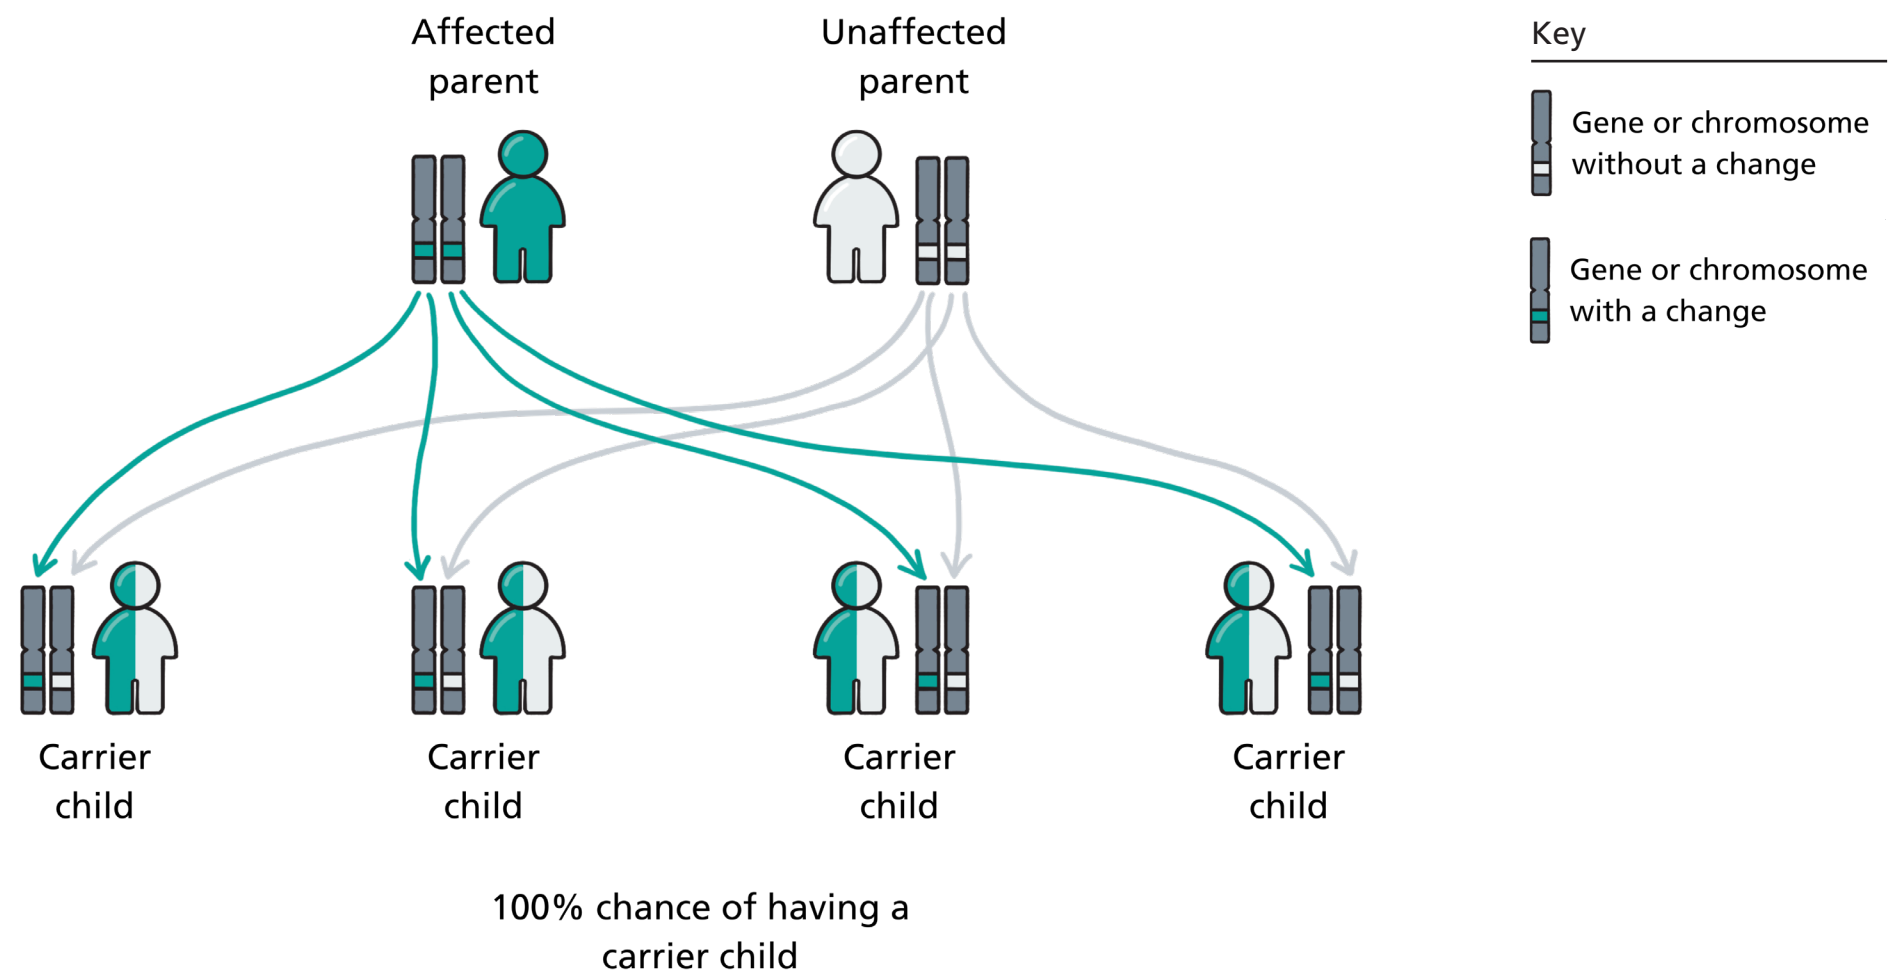 Affected
parent
Unaffected
parent
Key
Gene or chromosome
without a change
Gene or chromosome
with a change
Carrier
child
Carrier
child
Carrier
child
Carrier
child
100% chance of having a
carrier child